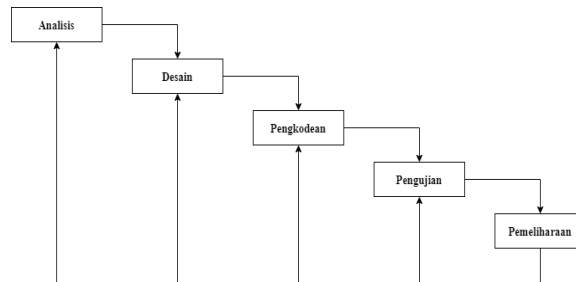 Analisis
Desain
Pengkodean
Pengujian
Pemeliharaan